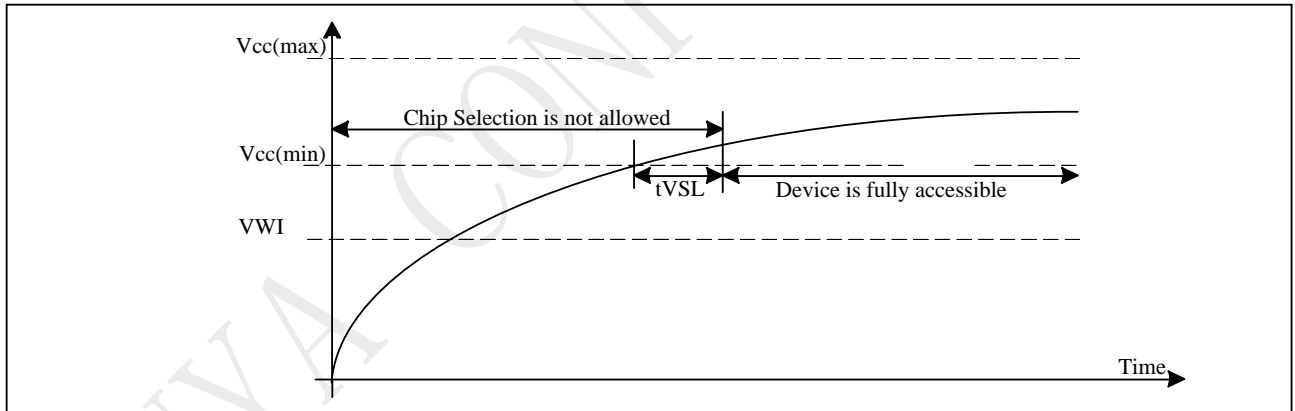 Vcc(max)
Chip Selection is not allowed
Vcc(min)
tVSL
Device is fully accessible
VWI
Time